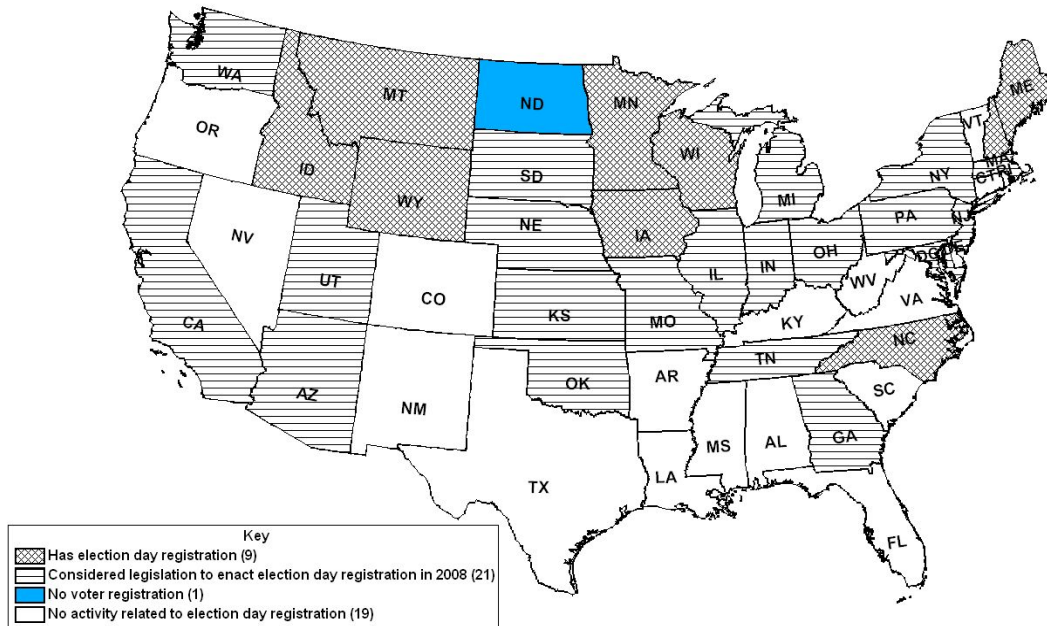 WA
MT
ND
MN
ME
VT
OR
ID
WI
MA
SD
NY
CT
RI
WY
MI
PA
NJ
NE
IA
OH
DC
DE
NV
IL
IN
UT
WV
CO
VA
CA
KS
MO
KY
NC
TN
AZ
OK
AR
SC
NM
GA
MS
AL
LA
TX
FL
Key
Has election day registration (9)
Considered legislation to enact election day registration in 2008 (21)
No voter registration (1)
No activity related to election day registration (19)